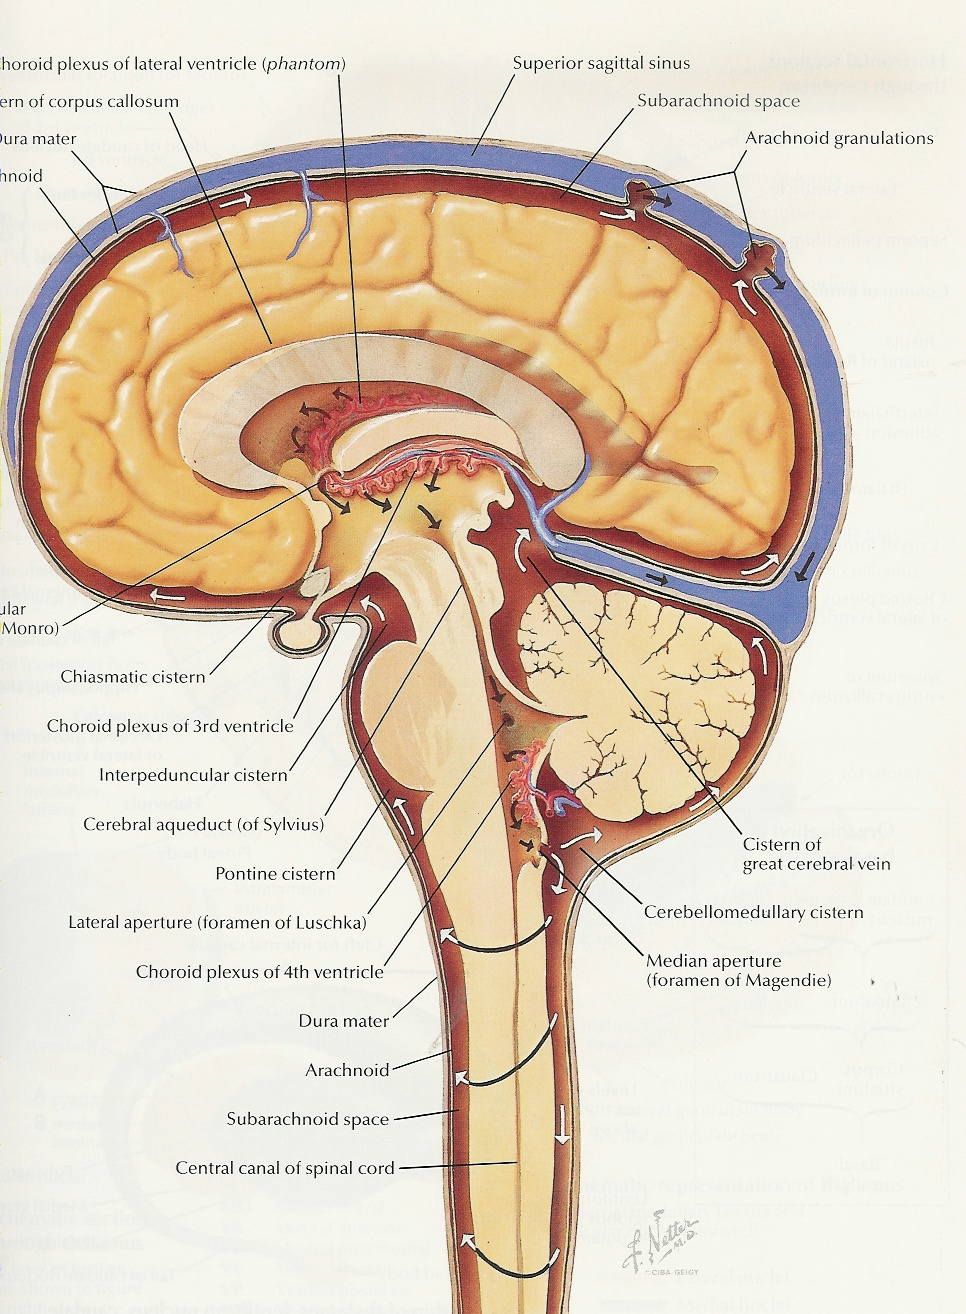 horoid plexus of lateral ventricle (phantom)
Superior sagittal sinus
ern of corpus callosum
Subarachnoid space
ura mater
Arachnoid granulations
hnoid
ular
Monro)
Chiasmatic cistern
Choroid plexus of 3rd ventricle
Interpeduncular cistern
Cerebral aqueduct (of Sylvius)
Pontine cistern
Lateral aperture (foramen of Luschka)
Choroid plexus of 4th ventricle
Dura mater
Arachnoid
Subarachnoid space
Central canal of spinal cord
Cistern of
great cerebral vein
Cerebellomedullary cistern
Median aperture
(foramen of Magendie)
F. Netter
M.D.
CIBA-GEIGY